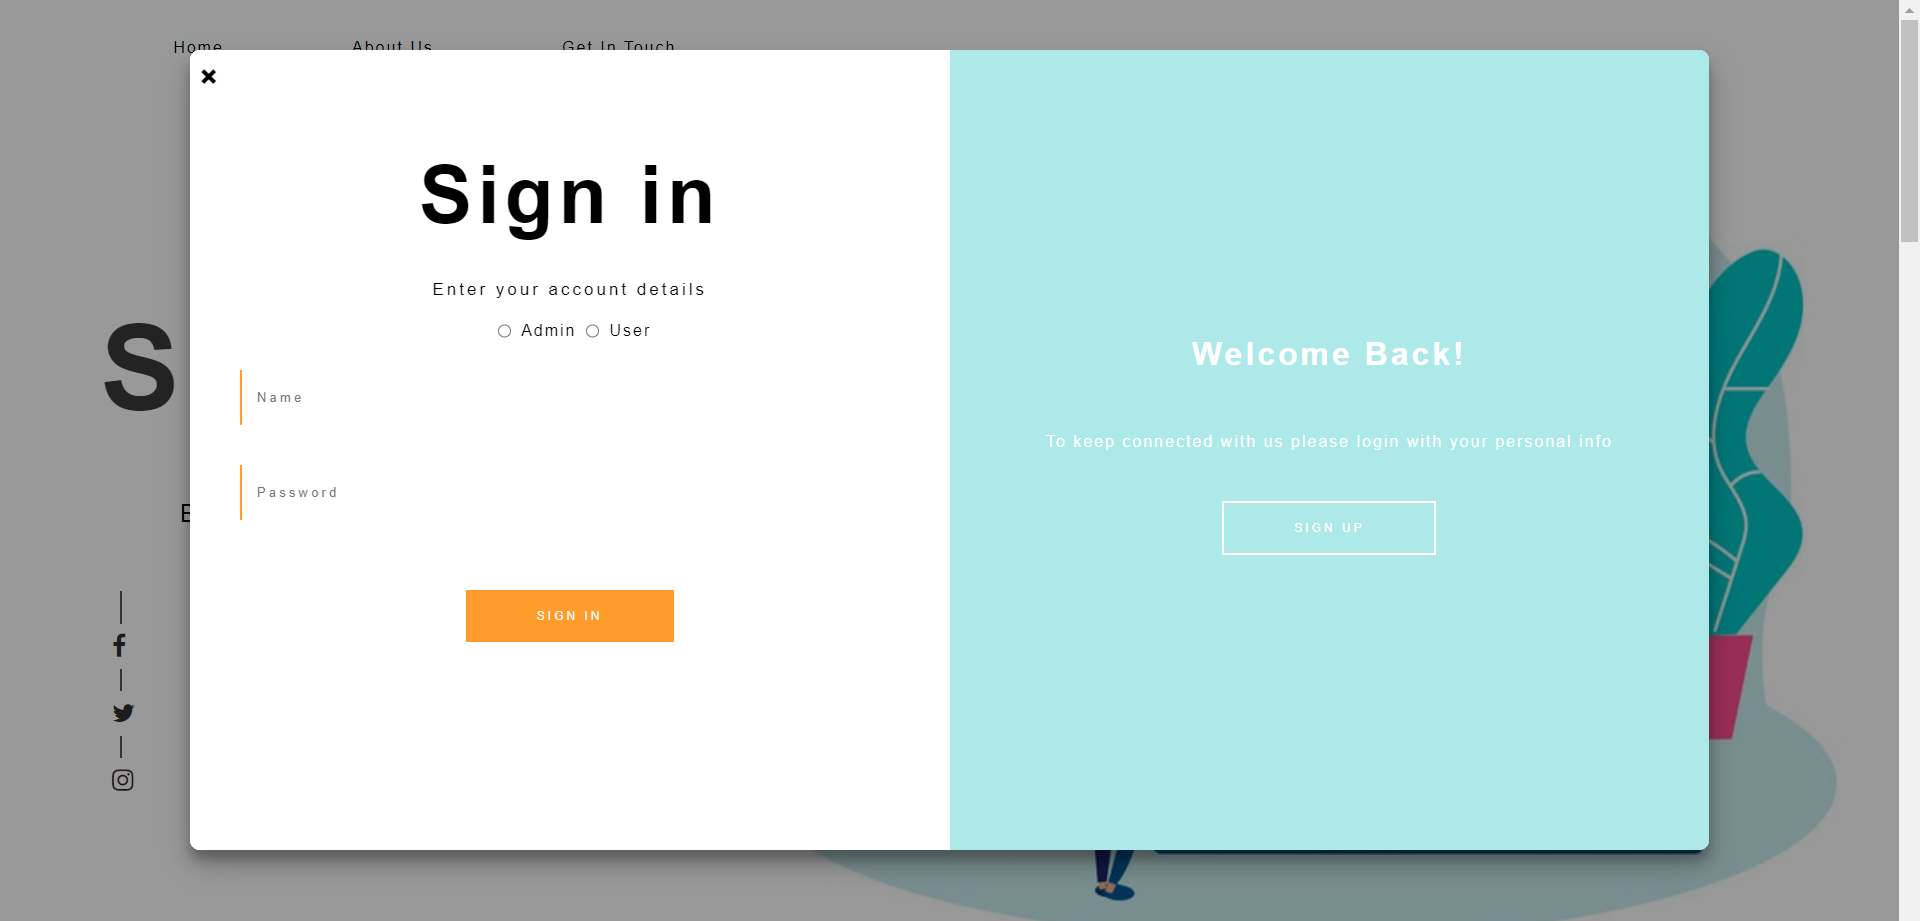 Home About Us Get In Touch
Sign in
Enter your account details
Admin User
Name
Password
SIGN IN
Welcome Back!
To keep connected with us please login with your personal info
SIGN UP
S
E